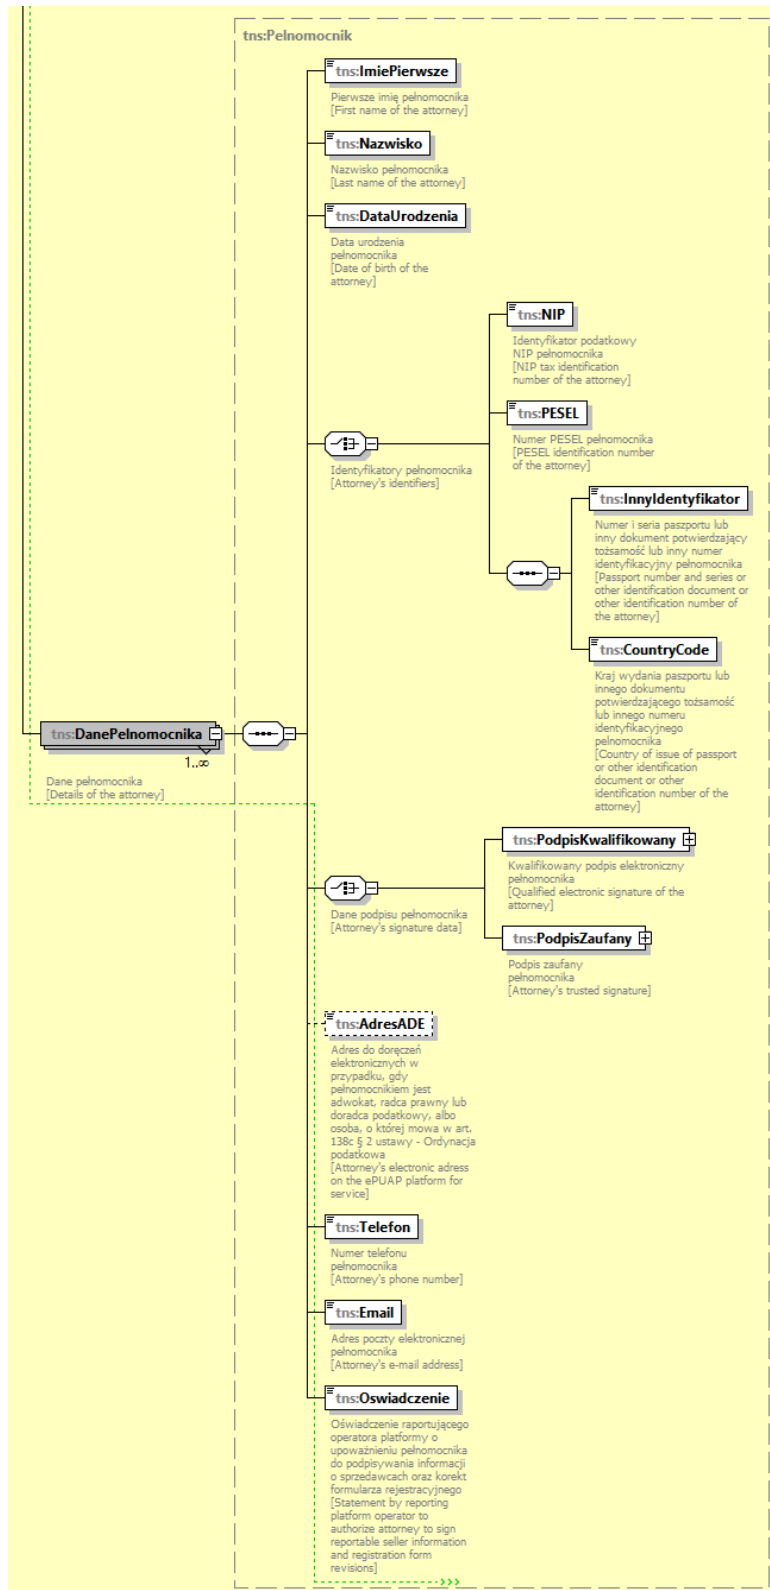 tns:Pelnomocnik
tns:ImiePierwsze
Pierwsze imię pełnomocnika
[First name of the attorney]
tns:Nazwisko
Nazwisko pełnomocnika
[Last name of the attorney]
tns:DataUrodzenia
Data urodzenia
pełnomocnika
[Date of birth of the
attorney]
tns:NIP
Identyfikator podatkowy
NIP pełnomocnika
[NIP tax identification
number of the attorney]
tns:PESEL
Numer PESEL pełnomocnika
[PESEL identification number
of the attorney]
Identyfikatory pełnomocnika
[Attorney's identifiers]
tns:InnyIdentyfikator
Numer i seria paszportu lub
inny dokument potwierdzający
tożsamość lub inny numer
identyfikacyjny pełnomocnika
[Passport number and series or
other identification document or
other identification number of
the attorney]
tns:CountryCode
Kraj wydania paszportu lub
innego dokumentu
potwierdzającego tożsamość
lub innego numeru
identyfikacyjnego
pełnomocnika
[Country of issue of passport
or other identification
document or other
identification number of the
attorney]
tns:DanePelnomocnika
1..∞
Dane pełnomocnika
[Details of the attorney]
tns:PodpisKwalifikowany
Kwalifikowany podpis elektroniczny
pełnomocnika
[Qualified electronic signature of the
attorney]
Dane podpisu pełnomocnika
[Attorney's signature data]
tns:PodpisZaufany
Podpis zaufany
pełnomocnika
[Attorney's trusted signature]
tns:AdresADE
Adres do doręczeń
elektronicznych w
przypadku, gdy
pełnomocnikiem jest
adwokat, radca prawny lub
doradca podatkowy, albo
osoba, o której mowa w art.
138c § 2 ustawy - Ordynacja
podatkowa
[Attorney's electronic adress
on the ePUAP platform for
service]
tns:Telefon
Numer telefonu
pełnomocnika
[Attorney's phone number]
tns:Email
Adres poczty elektronicznej
pełnomocnika
[Attorney's e-mail address]
tns:Oswiadczenie
Oświadczenie raportującego
operatora platformy o
upoważnieniu pełnomocnika
do podpisywania informacji
o sprzedawcach oraz korekt
formularza rejestracyjnego
[Statement by reporting
platform operator to
authorize attorney to sign
reportable seller information
and registration form
revisions]